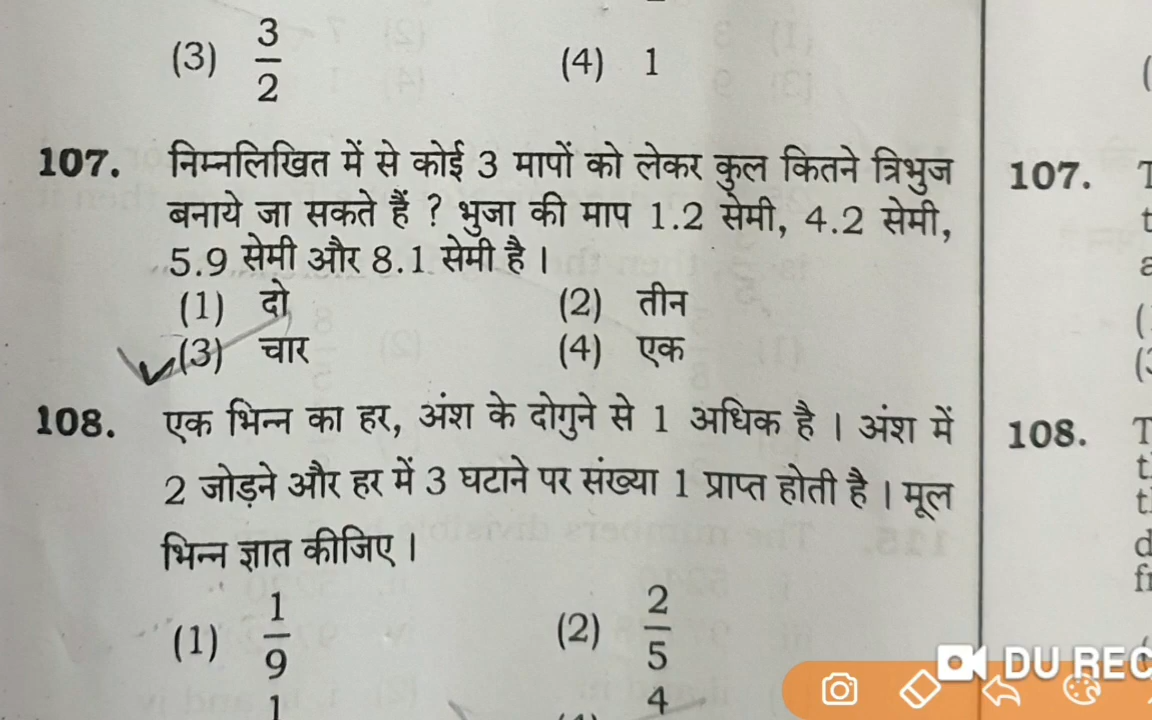 (3) 3/2 (4) 1
107. निम्नलिखित में से कोई 3 मापों को लेकर कुल कितने त्रिभुज
बनाये जा सकते हैं ? भुजा की माप 1.2 सेमी, 4.2 सेमी,
5.9 सेमी और 8.1 सेमी है ।
(1) दो (2) तीन
(3) चार (4) एक
108. एक भिन्न का हर, अंश के दोगुने से 1 अधिक है । अंश में
2 जोड़ने और हर में 3 घटाने पर संख्या 1 प्राप्त होती है । मूल
भिन्न ज्ञात कीजिए ।
(1) 1/9 (2) 2/5
1 4
107.
108.
DU REC